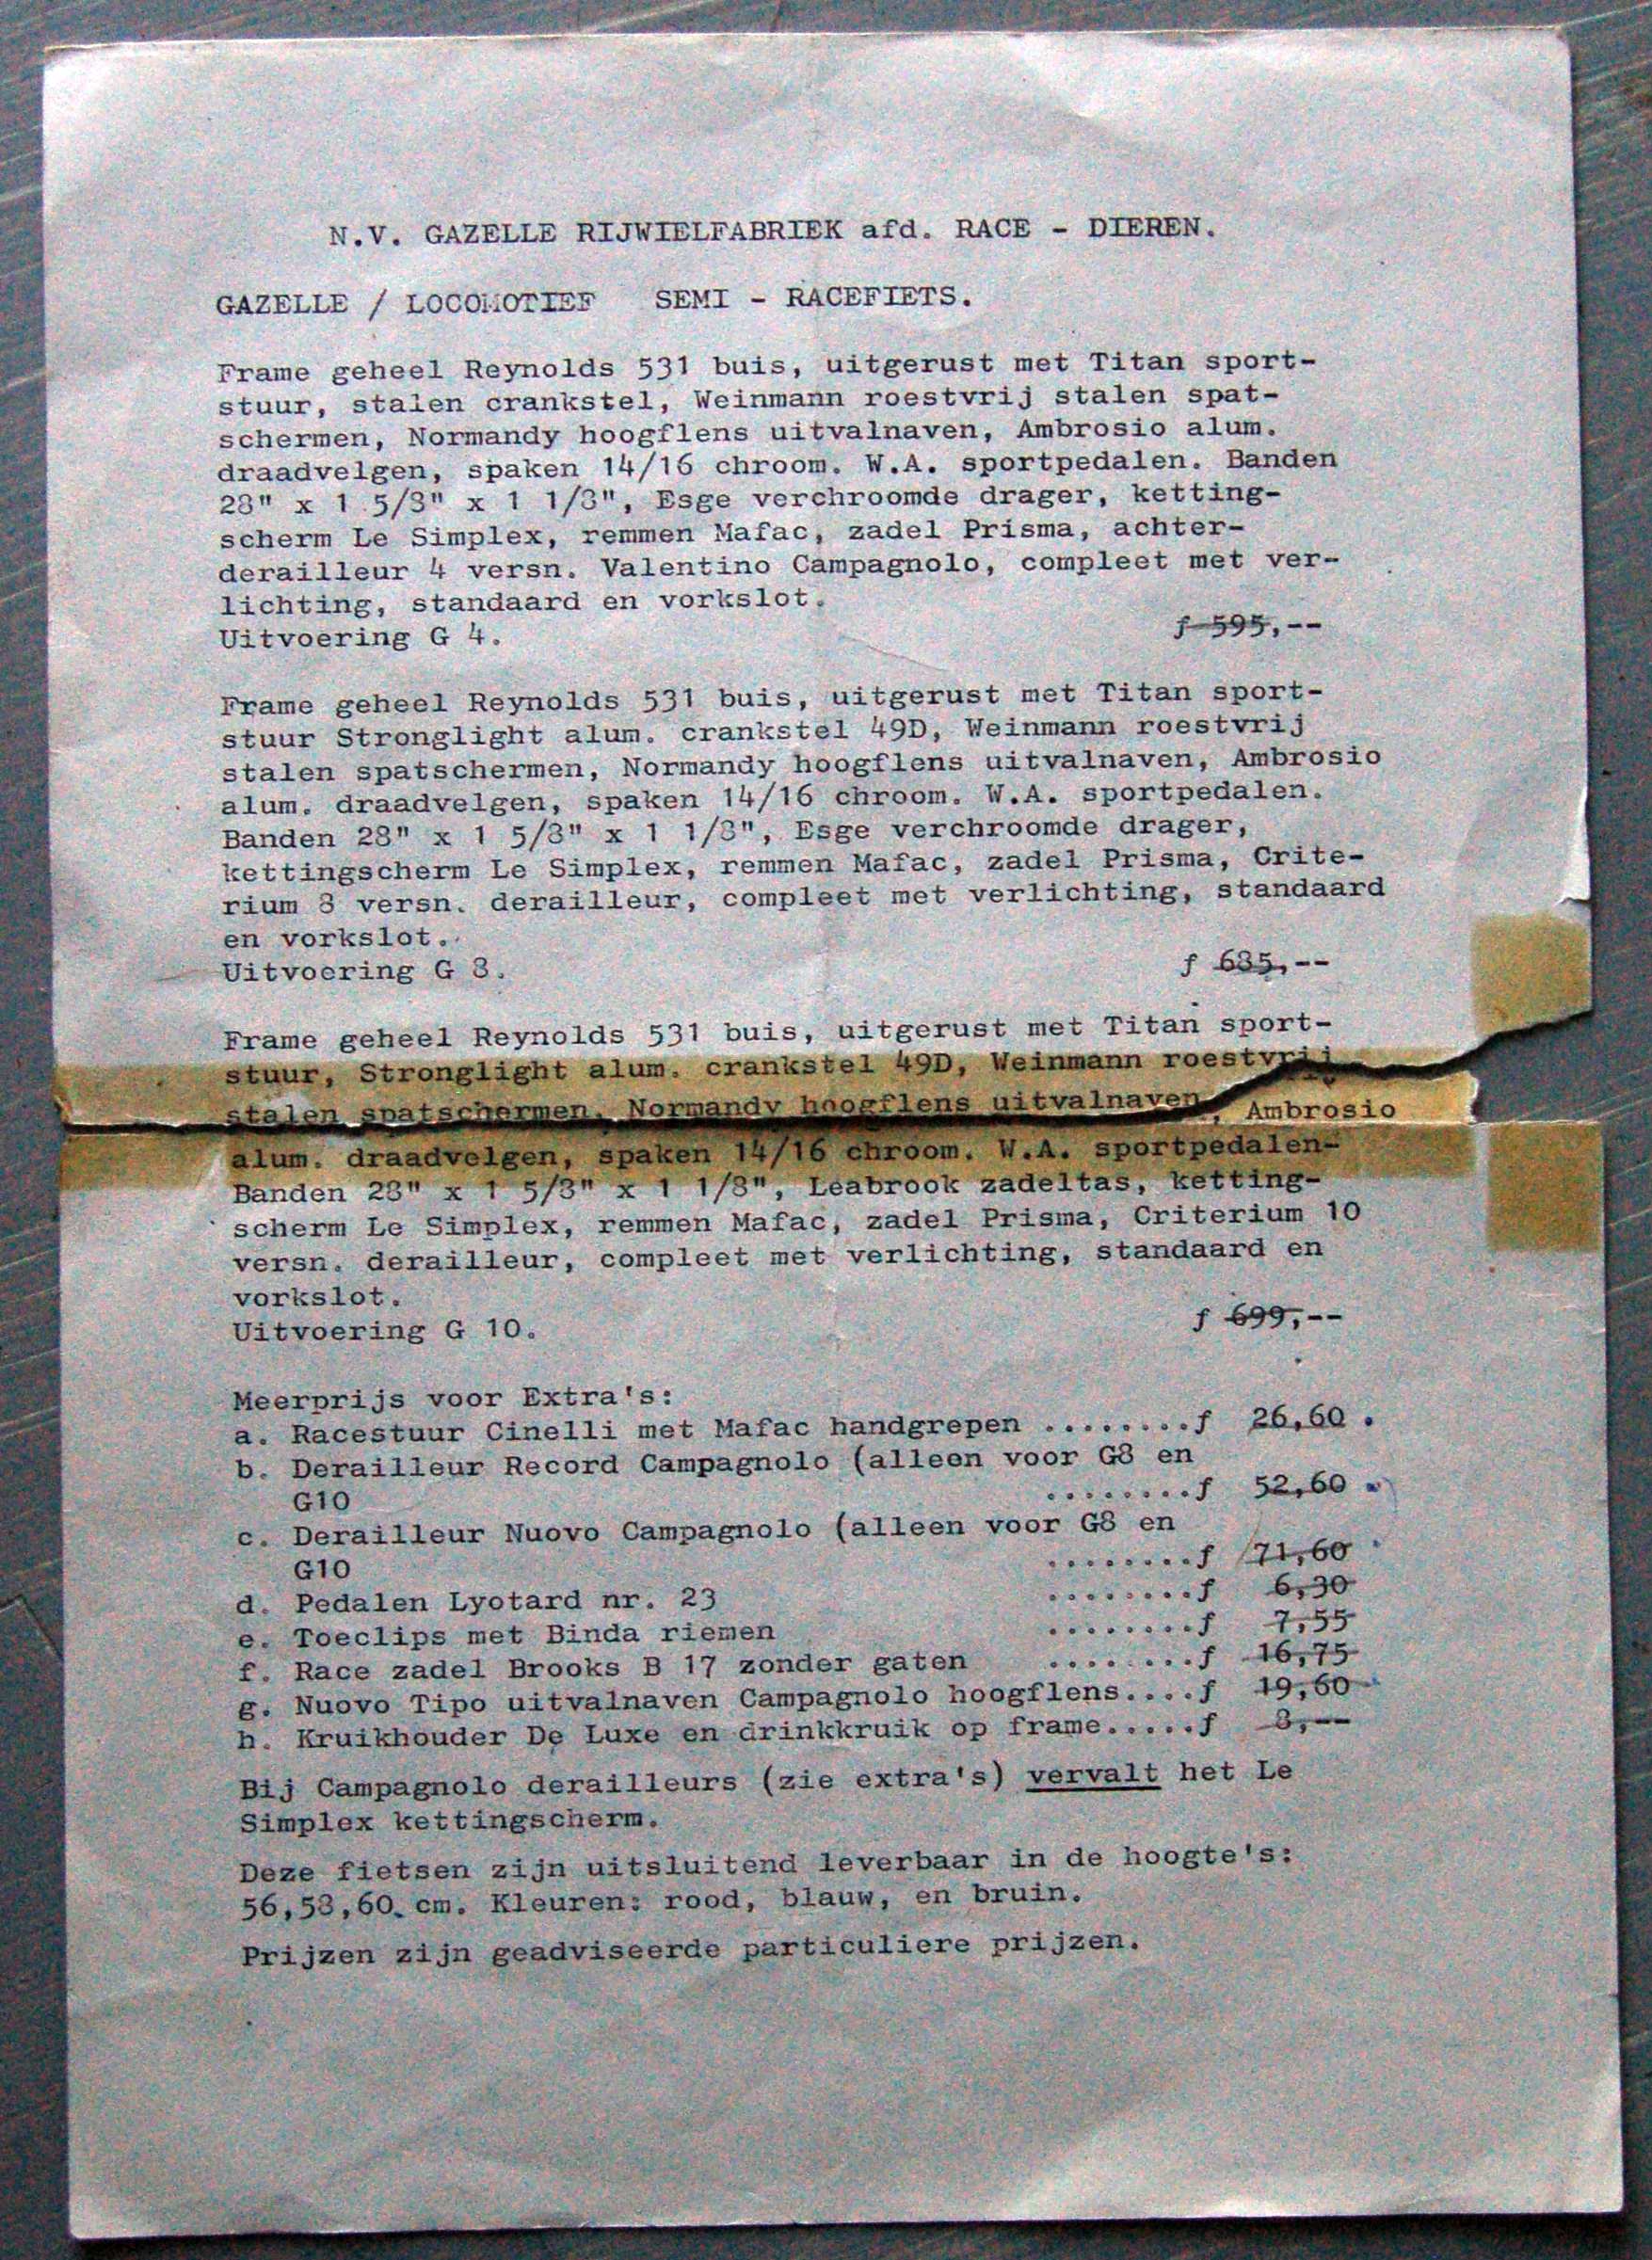 N.V. GAZELLE RIJWIELFABRIEK afd. RACE - DIEREN.
GAZELLE / LOCOMOTIEF SEMI - RACEFIETS.
Frame geheel Reynolds 531 buis, uitgerust met Titan sport-
stuur, stalen crankstel, Weinmann roestvrij stalen spat-
schermen, Normandy hoogflens uitvalnaven, Ambrosio alum.
draadvelgen, spaken 14/16 chroom. W.A. sportpedalen. Banden
28" x 1 5/8" x 1 1/8", Esge verchroomde drager, ketting-
scherm Le Simplex, remmen Mafac, zadel Prisma, achter-
derailleur 4 versn. Valentino Campagnolo, compleet met ver-
lichting, standaard en vorkslot.
Uitvoering G 4. f 595,--
Frame geheel Reynolds 531 buis, uitgerust met Titan sport-
stuur Stronglight alum. crankstel 49D, Weinmann roestvrij
stalen spatschermen, Normandy hoogflens uitvalnaven, Ambrosio
alum. draadvelgen, spaken 14/16 chroom. W.A. sportpedalen.
Banden 28" x 1 5/8" x 1 1/8", Esge verchroomde drager,
kettingscherm Le Simplex, remmen Mafac, zadel Prisma, Crite-
rium 8 versn. derailleur, compleet met verlichting, standaard
en vorkslot.
Uitvoering G 8. f 635,--
Frame geheel Reynolds 531 buis, uitgerust met Titan sport-
stuur, Stronglight alum. crankstel 49D, Weinmann roestvrij
stalen spatschermen, Normandy hoogflens uitvalnaven, Ambrosio
alum. draadvelgen, spaken 14/16 chroom. W.A. sportpedalen-
Banden 28" x 1 5/8" x 1 1/8", Leabrook zadeltas, ketting-
scherm Le Simplex, remmen Mafac, zadel Prisma, Criterium 10
versn. derailleur, compleet met verlichting, standaard en
vorkslot.
Uitvoering G 10. f 699,--
Meerprijs voor Extra's:
a. Racestuur Cinelli met Mafac handgrepen ........f 26,60 .
b. Derailleur Record Campagnolo (alleen voor G8 en
G10 ........f 52,60
c. Derailleur Nuovo Campagnolo (alleen voor G8 en
G10 ........f 71,60
d. Pedalen Lyotard nr. 23 ........f 6,30
e. Toeclips met Binda riemen ........f 7,55
f. Race zadel Brooks B 17 zonder gaten ........f 16,75
g. Nuovo Tipo uitvalnaven Campagnolo hoogflens....f 19,60
h. Kruikhouder De Luxe en drinkkruik op frame.....f 8,--
Bij Campagnolo derailleurs (zie extra's) vervalt het Le
Simplex kettingscherm.
Deze fietsen zijn uitsluitend leverbaar in de hoogte's:
56,58,60. cm. Kleuren: rood, blauw, en bruin.
Prijzen zijn geadviseerde particuliere prijzen.